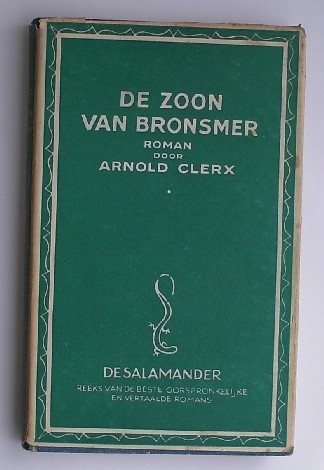 DE ZOON
VAN BRONSMER
ROMAN
DOOR
ARNOLD CLERX
DE SALAMANDER
REEKS VAN DE BESTE OORSPRONKELIJKE
EN VERTAALDE ROMANS